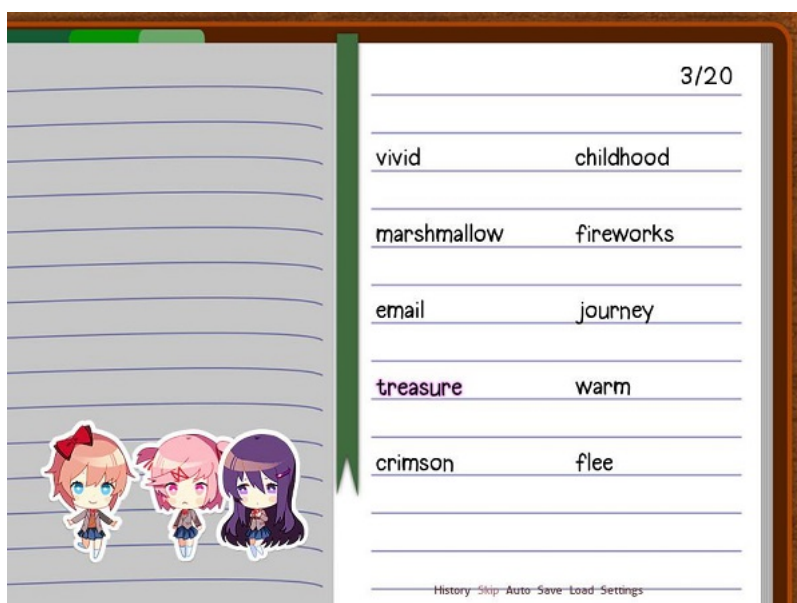 3/20
vivid childhood
marshmallow fireworks
email journey
treasure warm
crimson flee
History Skip Auto Save Load Settings